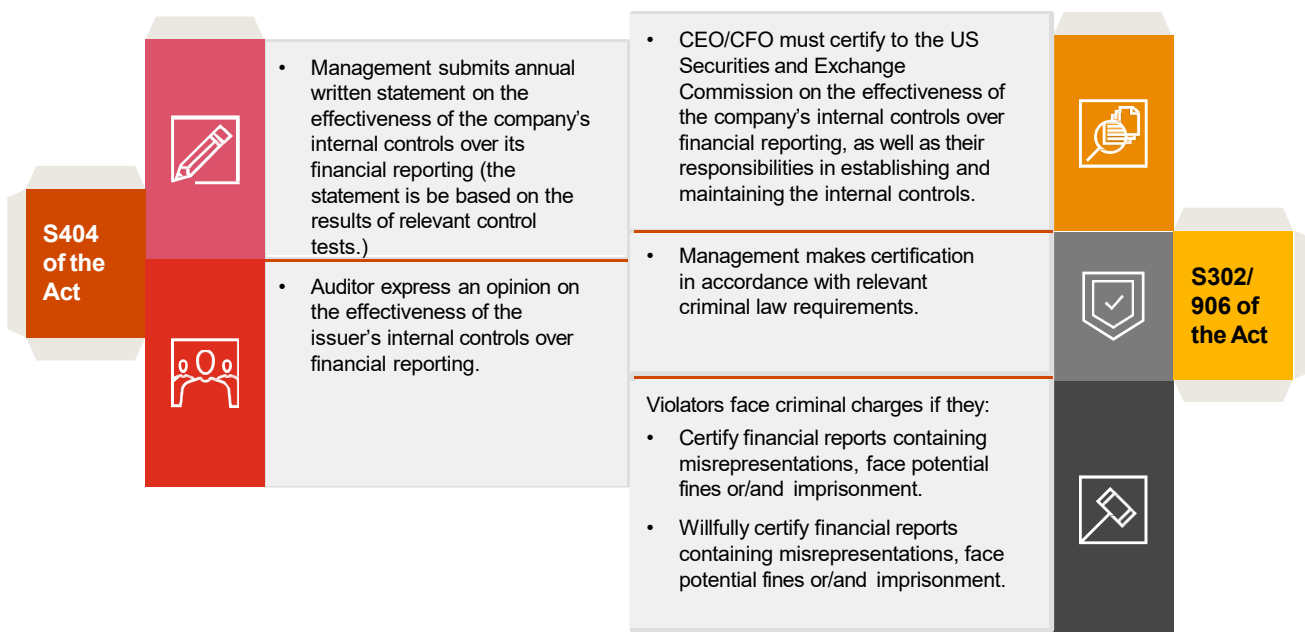 S404
of the
Act
• Management submits annual
written statement on the
effectiveness of the company’s
internal controls over its
financial reporting (the
statement is be based on the
results of relevant control
tests.)
• Auditor express an opinion on
the effectiveness of the
issuer’s internal controls over
financial reporting.
• CEO/CFO must certify to the US
Securities and Exchange
Commission on the effectiveness of
the company’s internal controls over
financial reporting, as well as their
responsibilities in establishing and
maintaining the internal controls.
• Management makes certification
in accordance with relevant
criminal law requirements.
Violators face criminal charges if they:
• Certify financial reports containing
misrepresentations, face potential
fines or/and imprisonment.
• Willfully certify financial reports
containing misrepresentations, face
potential fines or/and imprisonment.
S302/
906 of
the Act